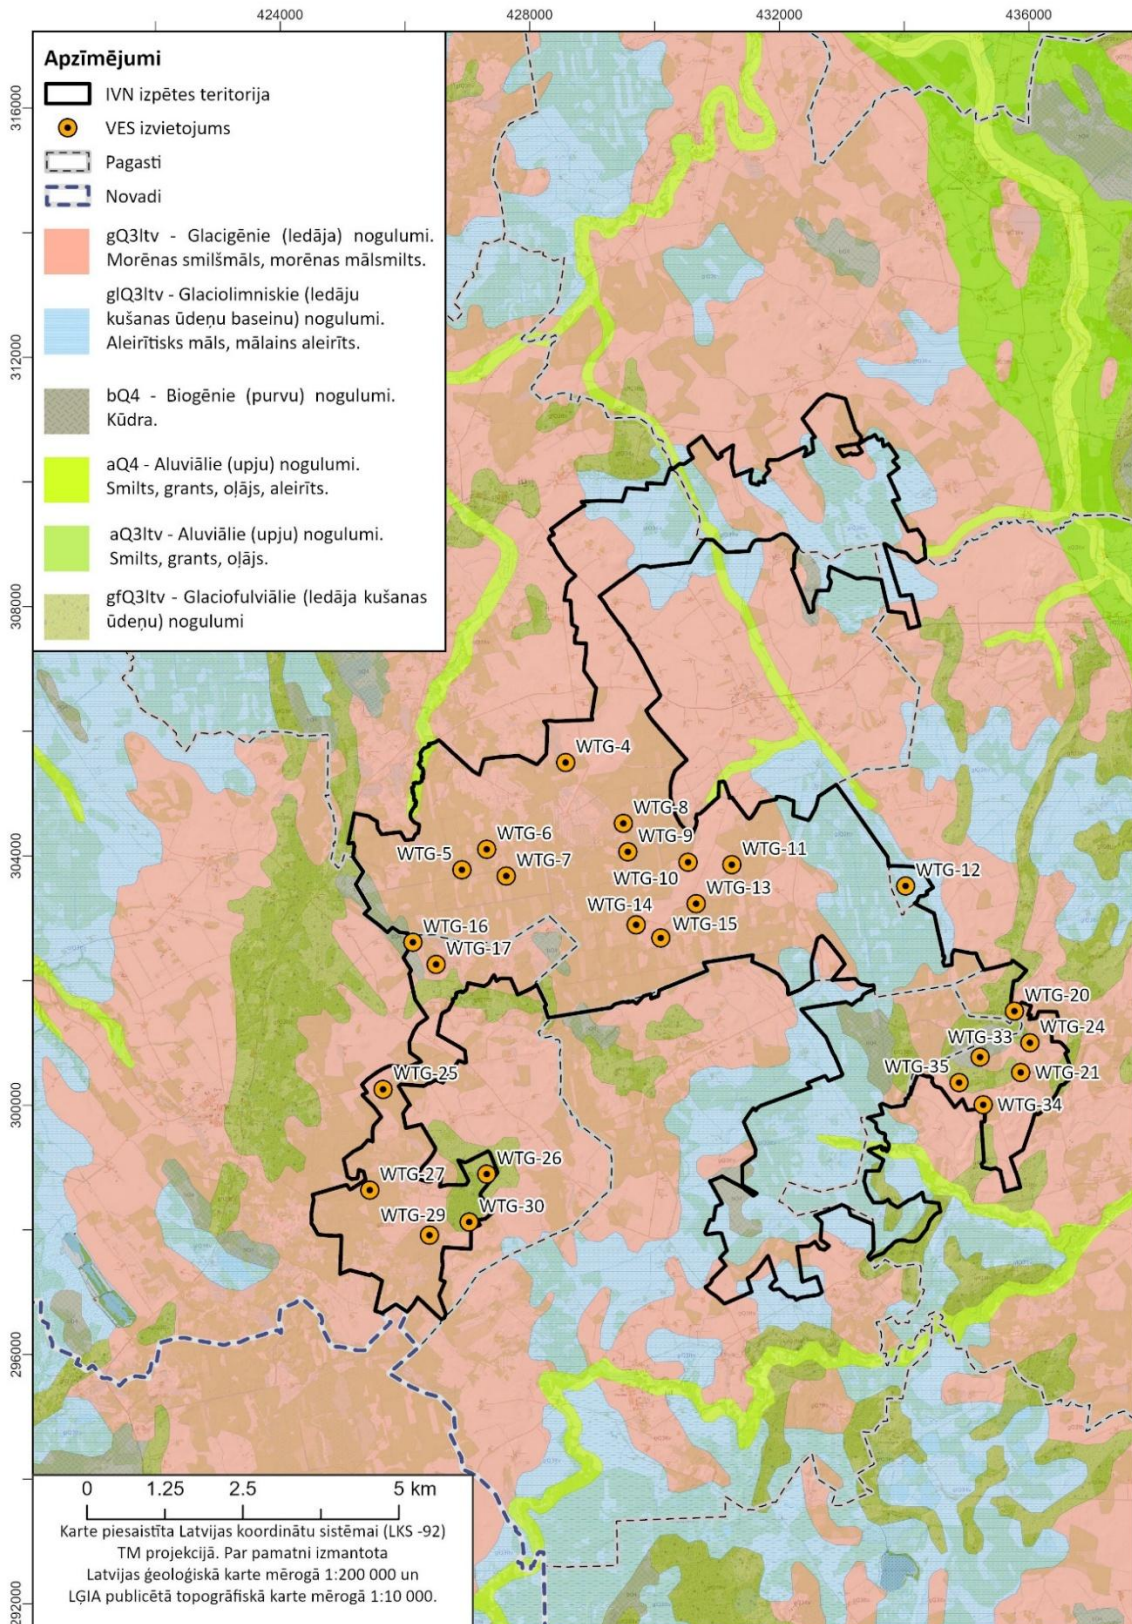 424000
428000
432000
436000
316000
312000
308000
304000
300000
296000
292000
Apzīmējumi
IVN izpētes teritorija
VES izvietojums
Pagasti
Novadi
gQ3ltv - Glacigēnie (ledāja) nogulumi.
Morēnas smilšmāls, morēnas mālsmilts.
glQ3ltv - Glaciolimniskie (ledāju
kušanas ūdeņu baseinu) nogulumi.
Aleirītisks māls, mālains aleirīts.
bQ4 - Biogēnie (purvu) nogulumi.
Kūdra.
aQ4 - Aluviālie (upju) nogulumi.
Smilts, grants, oļājs, aleirīts.
aQ3ltv - Aluviālie (upju) nogulumi.
Smilts, grants, oļājs.
gfQ3ltv - Glaciofulviālie (ledāja kušanas
ūdeņu) nogulumi
WTG-4
WTG-8
WTG-6
WTG-9
WTG-5
WTG-7
WTG-10
WTG-11
WTG-12
WTG-13
WTG-14
WTG-15
WTG-16
WTG-17
WTG-20
WTG-24
WTG-33
WTG-35
WTG-21
WTG-34
WTG-25
WTG-26
WTG-27
WTG-30
WTG-29
0 1.25 2.5 5 km
Karte piesaistīta Latvijas koordinātu sistēmai (LKS -92)
TM projekcijā. Par pamatni izmantota
Latvijas ģeoloģiskā karte mērogā 1:200 000 un
LĢIA publicētā topogrāfiskā karte mērogā 1:10 000.